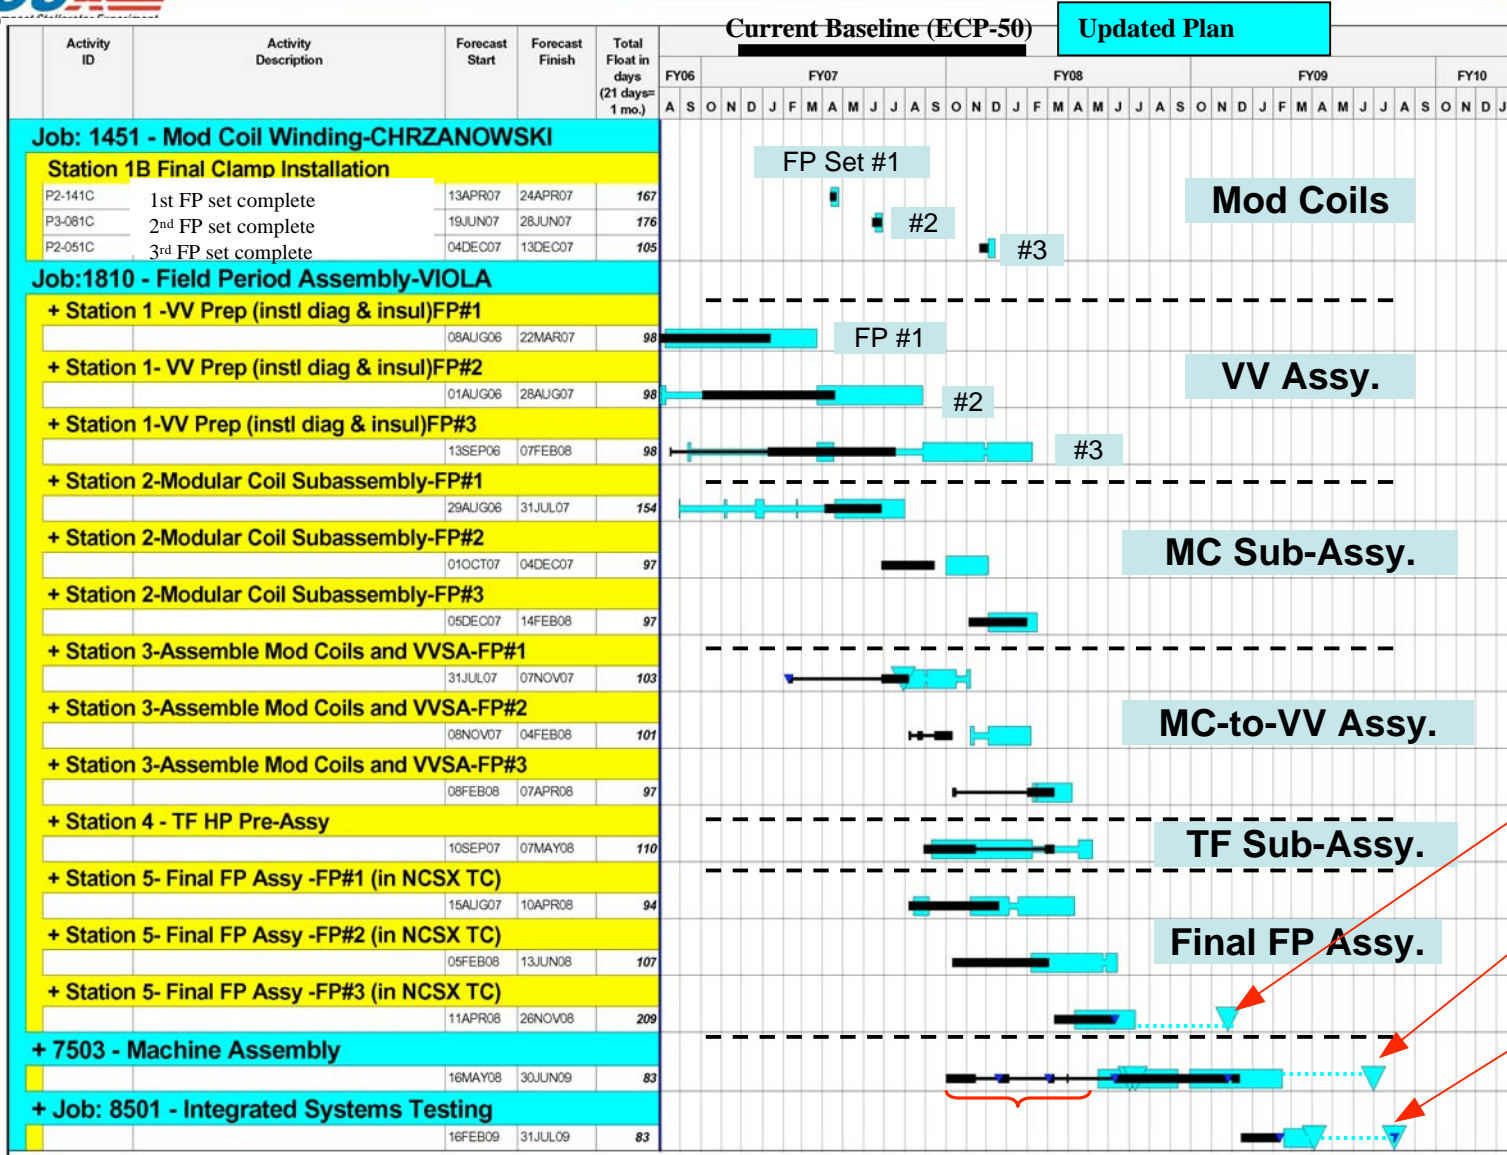 Current Baseline (ECP-50)
Updated Plan
Activity ID
Activity Description
Forecast Start
Forecast Finish
Total Float in days (21 days= 1 mo.)
FY06 FY07 FY08 FY09 FY10
A S O N D J F M A M J J A S O N D J F M A M J J A S O N D J F M A M J J A S O N D J
Job: 1451 - Mod Coil Winding-CHRZANOWSKI
Station 1B Final Clamp Installation
FP Set #1
P2-141C 1st FP set complete 13APR07 24APR07 167
Mod Coils
P3-081C 2nd FP set complete 19JUN07 28JUN07 176
#2
P2-051C 3rd FP set complete 04DEC07 13DEC07 105
#3
Job:1810 - Field Period Assembly-VIOLA
+ Station 1 -VV Prep (instl diag & insul)FP#1
08AUG06 22MAR07 98
FP #1
+ Station 1- VV Prep (instl diag & insul)FP#2
VV Assy.
01AUG06 28AUG07 98
#2
+ Station 1-VV Prep (instl diag & insul)FP#3
13SEP06 07FEB08 98
#3
+ Station 2-Modular Coil Subassembly-FP#1
29AUG06 31JUL07 154
+ Station 2-Modular Coil Subassembly-FP#2
MC Sub-Assy.
01OCT07 04DEC07 97
+ Station 2-Modular Coil Subassembly-FP#3
05DEC07 14FEB08 97
+ Station 3-Assemble Mod Coils and VVSA-FP#1
31JUL07 07NOV07 103
+ Station 3-Assemble Mod Coils and VVSA-FP#2
MC-to-VV Assy.
08NOV07 04FEB08 101
+ Station 3-Assemble Mod Coils and VVSA-FP#3
08FEB08 07APR08 97
+ Station 4 - TF HP Pre-Assy
10SEP07 07MAY08 110
TF Sub-Assy.
+ Station 5- Final FP Assy -FP#1 (in NCSX TC)
15AUG07 10APR08 94
+ Station 5- Final FP Assy -FP#2 (in NCSX TC)
Final FP Assy.
05FEB08 13JUN08 107
+ Station 5- Final FP Assy -FP#3 (in NCSX TC)
11APR08 26NOV08 209
+ 7503 - Machine Assembly
16MAY08 30JUN09 83
+ Job: 8501 - Integrated Systems Testing
16FEB09 31JUL09 83